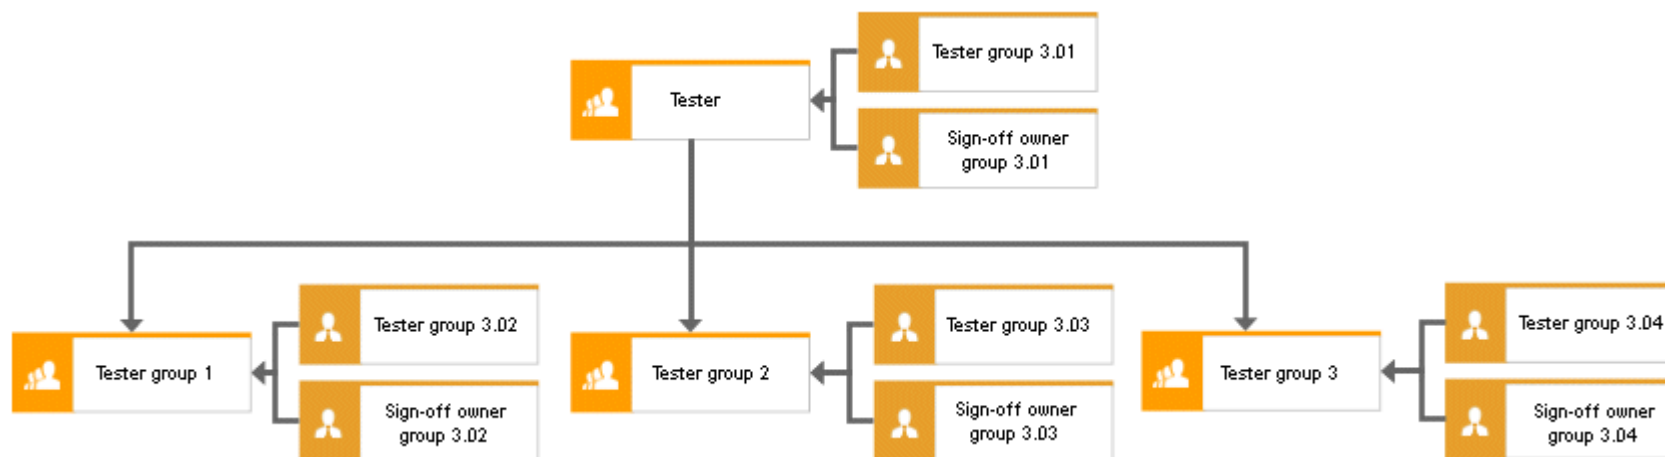 Tester group 3.01
Tester
Sign-off owner
group 3.01
Tester group 3.02
Tester group 3.03
Tester group 3.04
Tester group 1
Tester group 2
Tester group 3
Sign-off owner
group 3.02
Sign-off owner
group 3.03
Sign-off owner
group 3.04